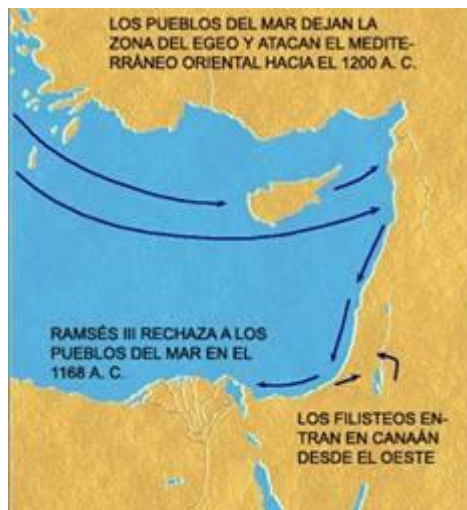 LOS PUEBLOS DEL MAR DEJAN LA
ZONA DEL EGEO Y ATACAN EL MEDITE-
RRÁNEO ORIENTAL HACIA EL 1200 A. C.
RAMSÉS III RECHAZA A LOS
PUEBLOS DEL MAR EN EL
1168 A. C.
LOS FILISTEOS EN-
TRAN EN CANAÁN
DESDE EL OESTE